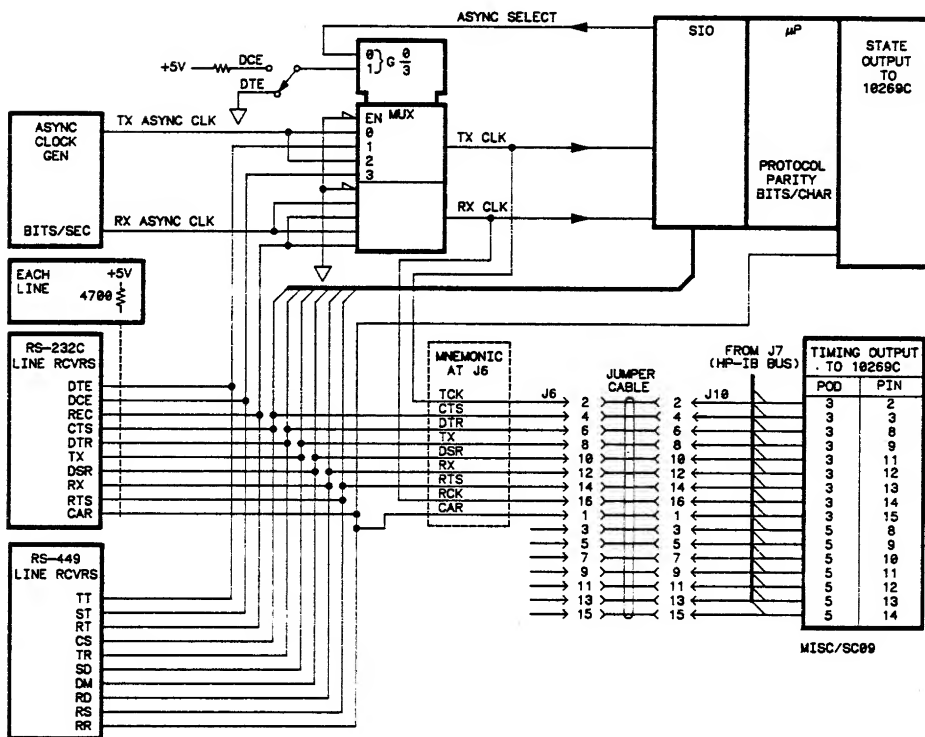 ASYNC SELECT
SIO
μP
STATE
OUTPUT
TO
10269C
+5V
DCE
DTE
0
1
} G 0/3
ASYNC
CLOCK
GEN
BITS/SEC
TX ASYNC CLK
RX ASYNC CLK
MUX
EN
0
1
2
3
TX CLK
RX CLK
PROTOCOL
PARITY
BITS/CHAR
EACH
LINE
+5V
4700
RS-232C
LINE RCVRS
DTE
DCE
REC
CTS
DTR
TX
DSR
RX
RTS
CAR
MNEMONIC
AT J6
TCK
CTS
DTR
TX
DSR
RX
RTS
RCK
CAR
JUMPER
CABLE
FROM J7
(HP-IB BUS)
J6 2 2 J10
4 4
6 6
8 8
10 10
12 12
14 14
16 16
1 1
3 3
5 5
7 7
9 9
11 11
13 13
15 15
TIMING OUTPUT
TO 10269C
POD PIN
3 2
3 3
3 8
3 9
3 11
3 12
3 13
3 14
3 15
5 8
5 9
5 10
5 11
5 12
5 13
5 14
MISC/SC09
RS-449
LINE RCVRS
TT
ST
RT
CS
TR
SD
DM
RD
RS
RR